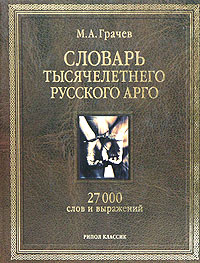 М.А. Грачев
СЛОВАРЬ
ТЫСЯЧЕЛЕТНЕГО
РУССКОГО АРГО
27 000
слов и выражений
РИПОЛ КЛАССИК